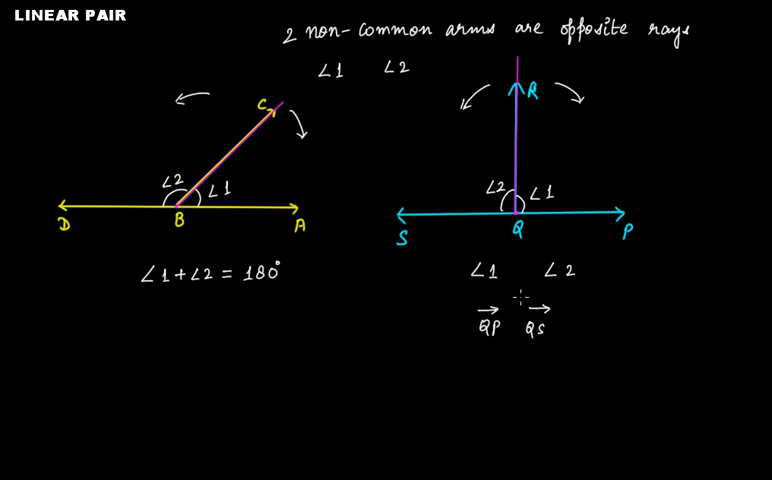 LINEAR PAIR
2 non-common arms are opposite rays
∠1 ∠2
C
∠2 ∠1
D B A
∠1 + ∠2 = 180°
R
∠2 ∠1
S Q P
∠1 ∠2
→QP →QS